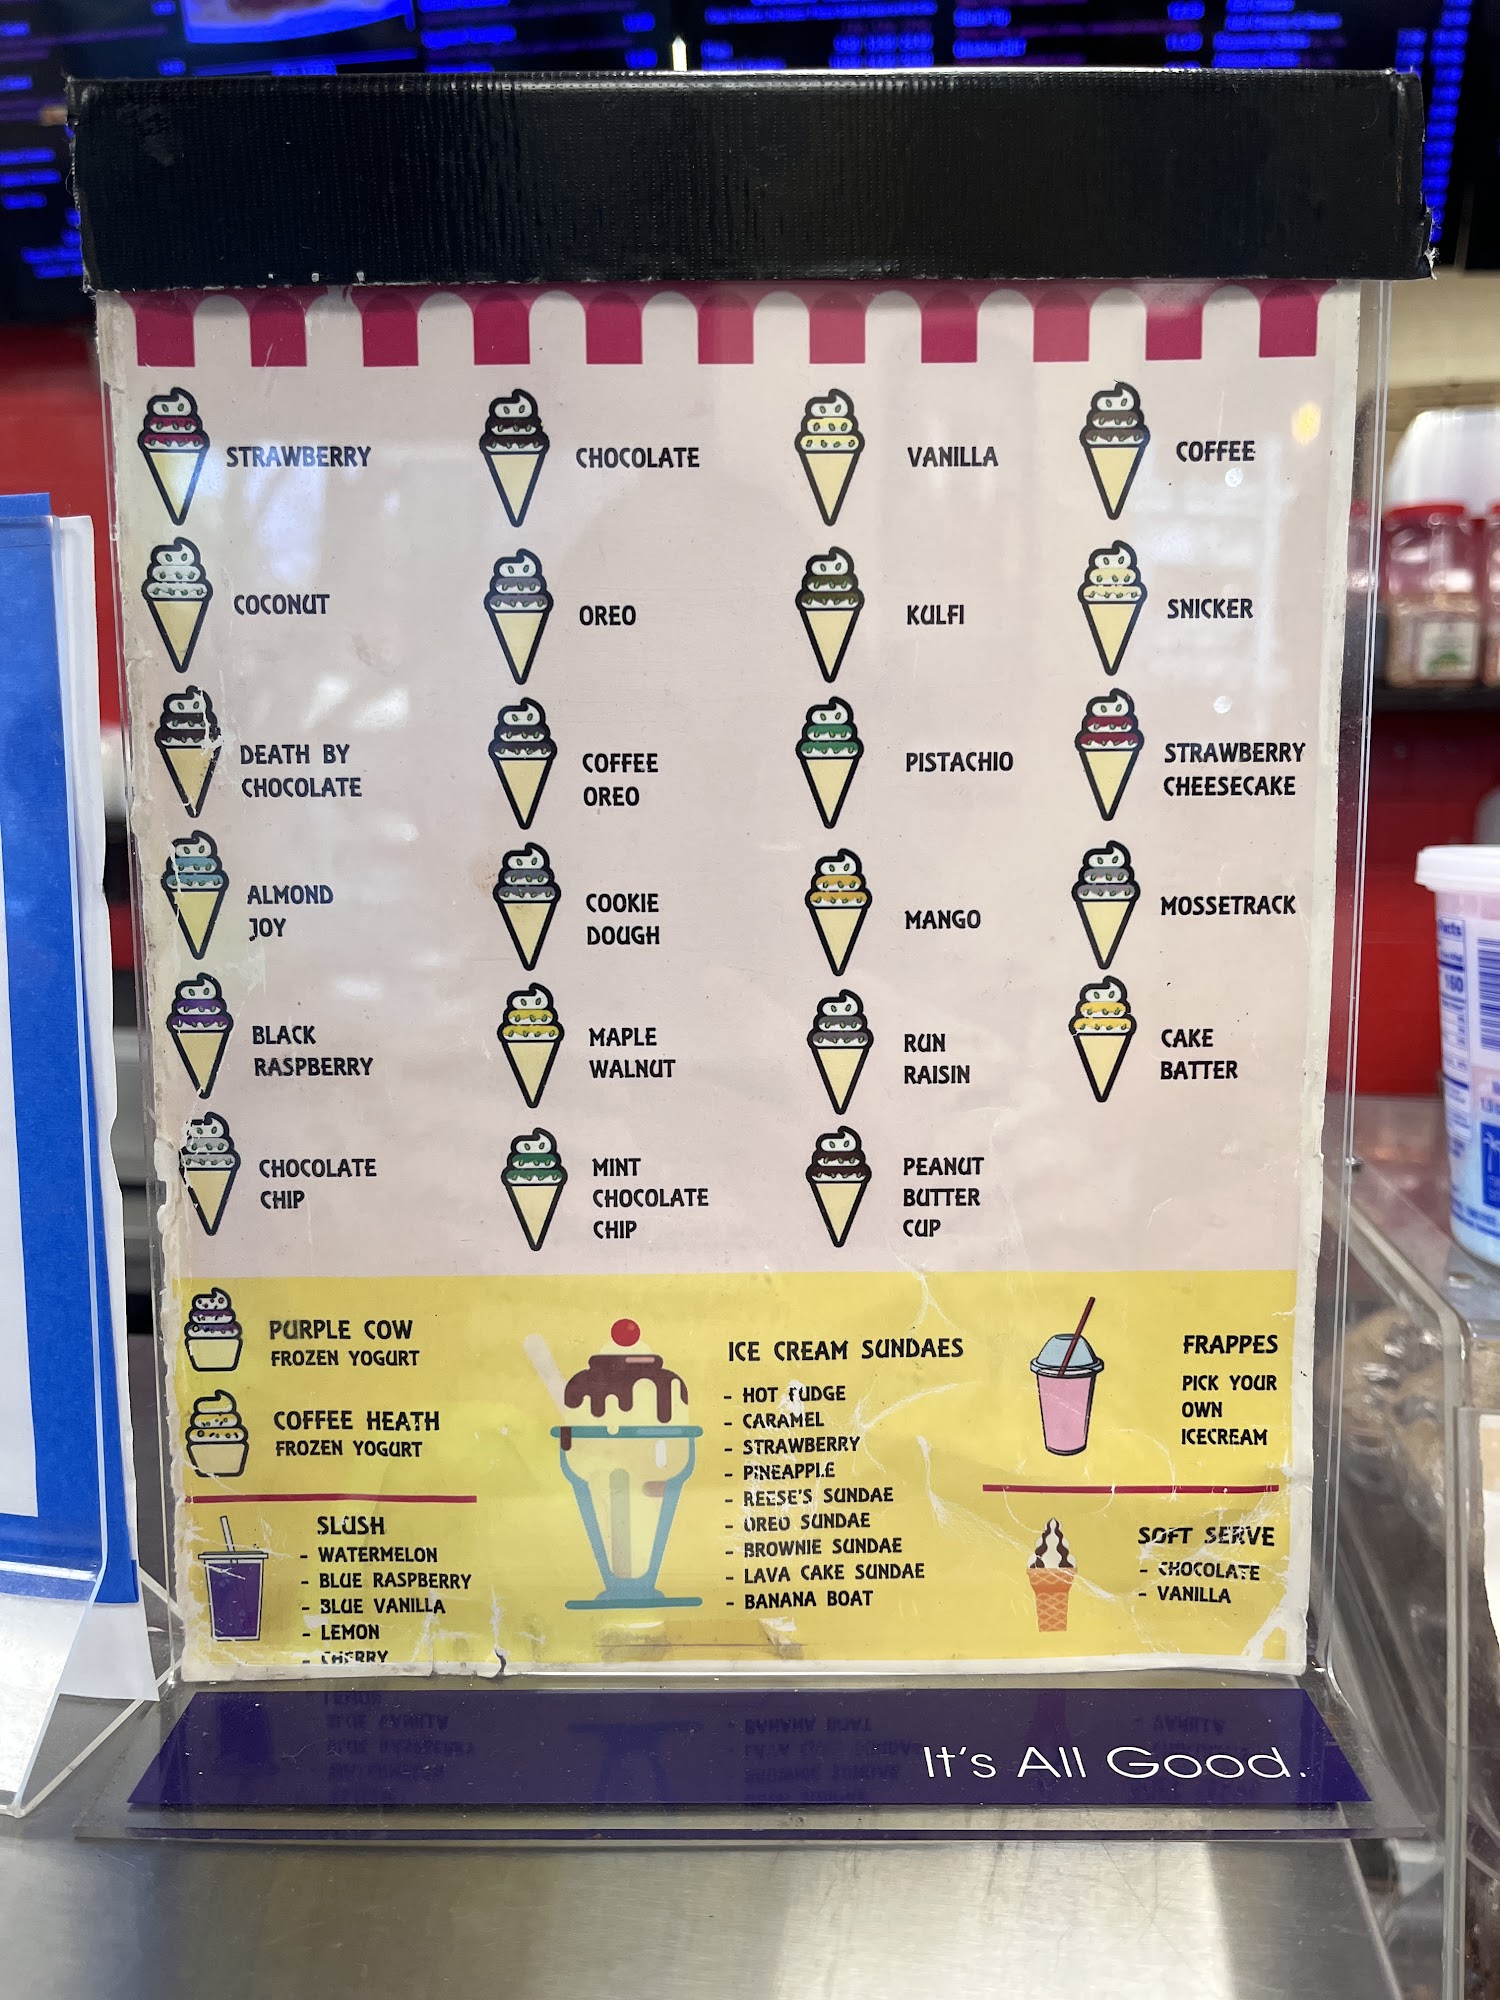 STRAWBERRY
CHOCOLATE
VANILLA
COFFEE
COCONUT
OREO
KULFI
SNICKER
DEATH BY
CHOCOLATE
COFFEE
OREO
PISTACHIO
STRAWBERRY
CHEESECAKE
ALMOND
JOY
COOKIE
DOUGH
MANGO
MOSSETRACK
BLACK
RASPBERRY
MAPLE
WALNUT
RUN
RAISIN
CAKE
BATTER
CHOCOLATE
CHIP
MINT
CHOCOLATE
CHIP
PEANUT
BUTTER
CUP
PURPLE COW
FROZEN YOGURT
COFFEE HEATH
FROZEN YOGURT
SLUSH
- WATERMELON
- BLUE RASPBERRY
- BLUE VANILLA
- LEMON
- CHERRY
ICE CREAM SUNDAES
- HOT FUDGE
- CARAMEL
- STRAWBERRY
- PINEAPPLE
- REESE'S SUNDAE
- OREO SUNDAE
- BROWNIE SUNDAE
- LAVA CAKE SUNDAE
- BANANA BOAT
FRAPPES
PICK YOUR
OWN
ICECREAM
SOFT SERVE
- CHOCOLATE
- VANILLA
It's All Good.
160